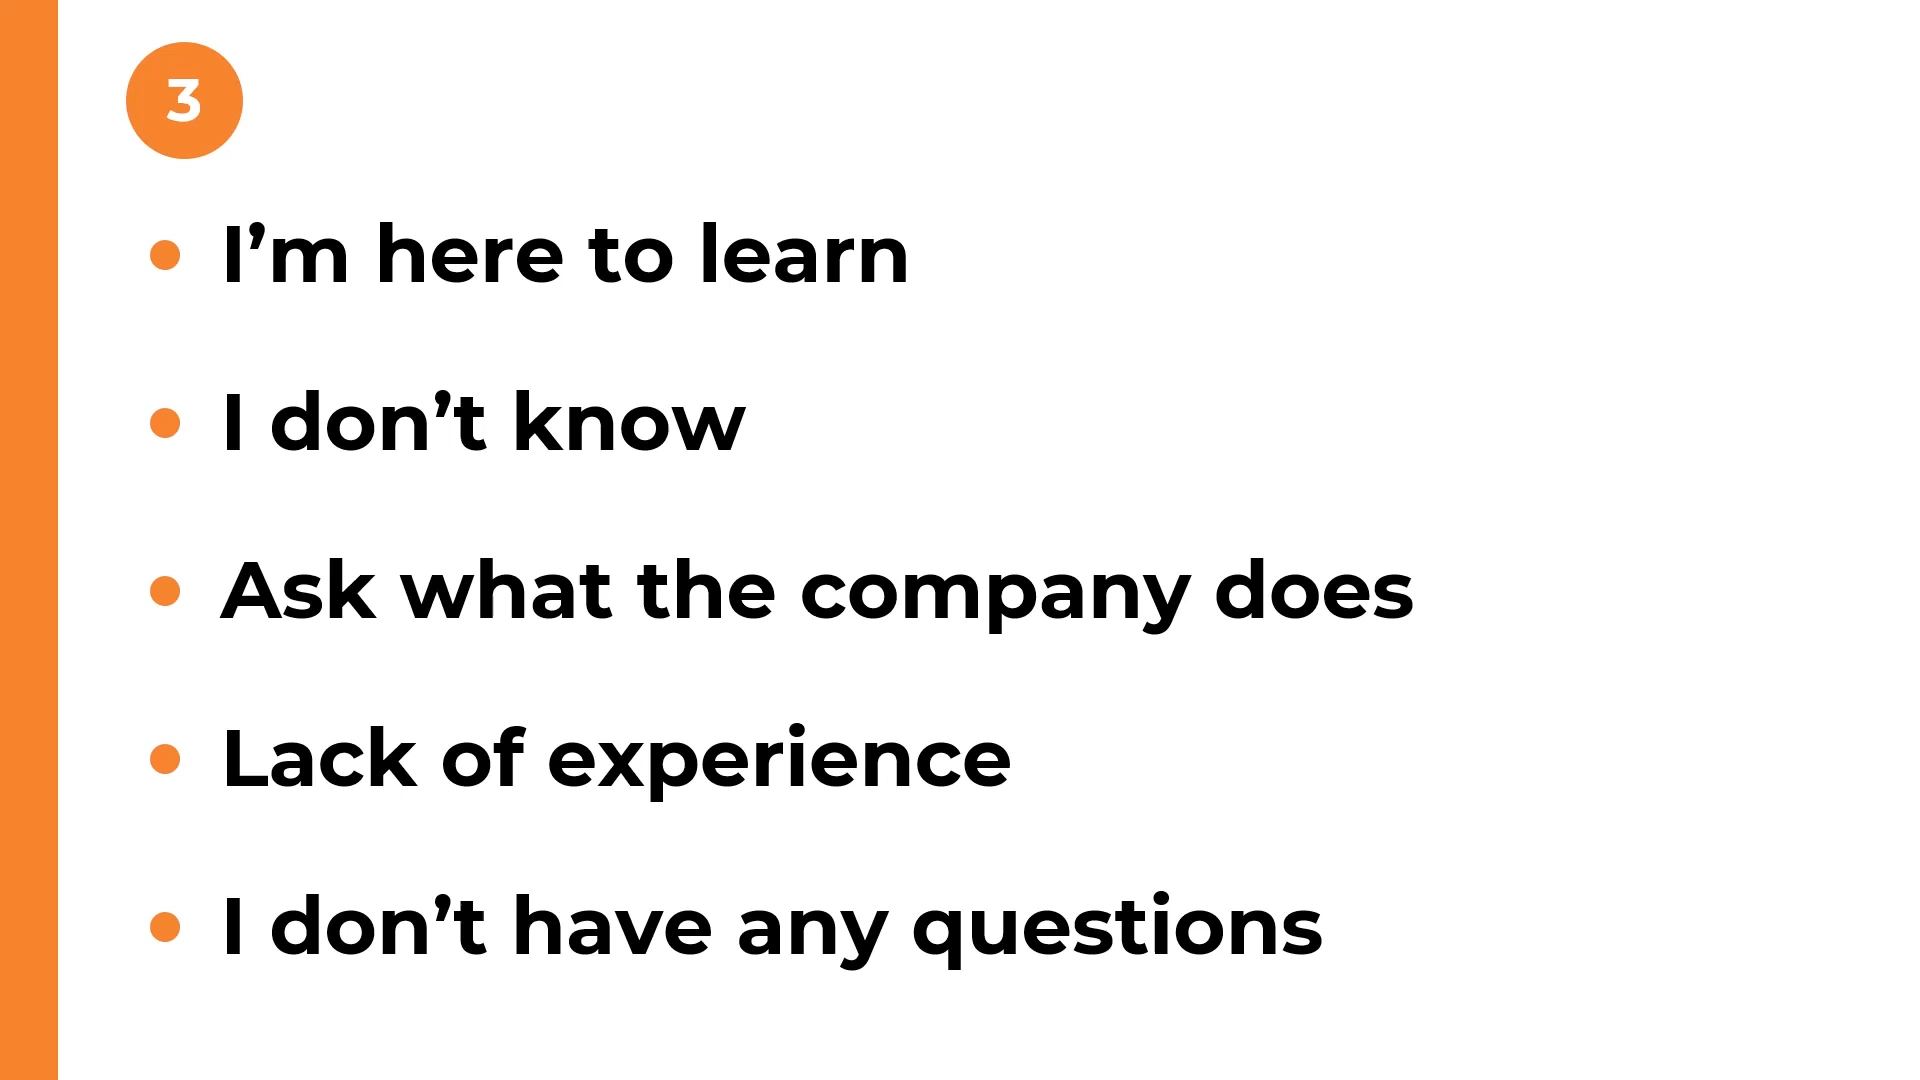 3
I’m here to learn
I don’t know
Ask what the company does
Lack of experience
I don’t have any questions